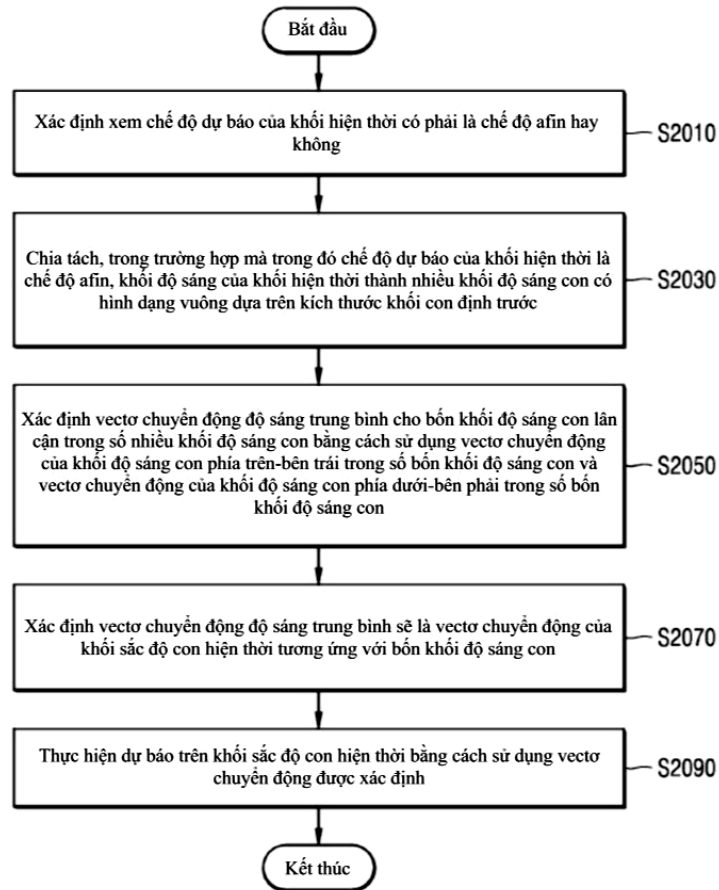 Bắt đầu
Xác định xem chế độ dự báo của khối hiện thời có phải là chế độ afin hay
không
S2010
Chia tách, trong trường hợp mà trong đó chế độ dự báo của khối hiện thời là
chế độ afin, khối độ sáng của khối hiện thời thành nhiều khối độ sáng con có
hình dạng vuông dựa trên kích thước khối con định trước
S2030
Xác định vectơ chuyển động độ sáng trung bình cho bốn khối độ sáng con lân
cận trong số nhiều khối độ sáng con bằng cách sử dụng vectơ chuyển động
của khối độ sáng con phía trên-bên trái trong số bốn khối độ sáng con và
vectơ chuyển động của khối độ sáng con phía dưới-bên phải trong số bốn
khối độ sáng con
S2050
Xác định vectơ chuyển động độ sáng trung bình sẽ là vectơ chuyển động của
khối sắc độ con hiện thời tương ứng với bốn khối độ sáng con
S2070
Thực hiện dự báo trên khối sắc độ con hiện thời bằng cách sử dụng vectơ
chuyển động được xác định
S2090
Kết thúc